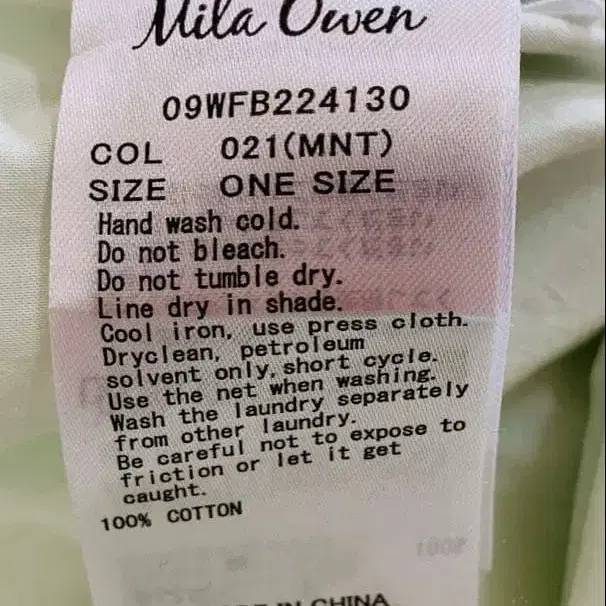 Mila Owen
09WFB224130
COL 021(MNT)
SIZE ONE SIZE
Hand wash cold.
Do not bleach.
Do not tumble dry.
Line dry in shade.
Cool iron, use press cloth.
Dryclean, petroleum
solvent only, short cycle.
Use the net when washing.
Wash the laundry separately
from other laundry.
Be careful not to expose to
friction or let it get
caught.
100% COTTON
IN CHINA